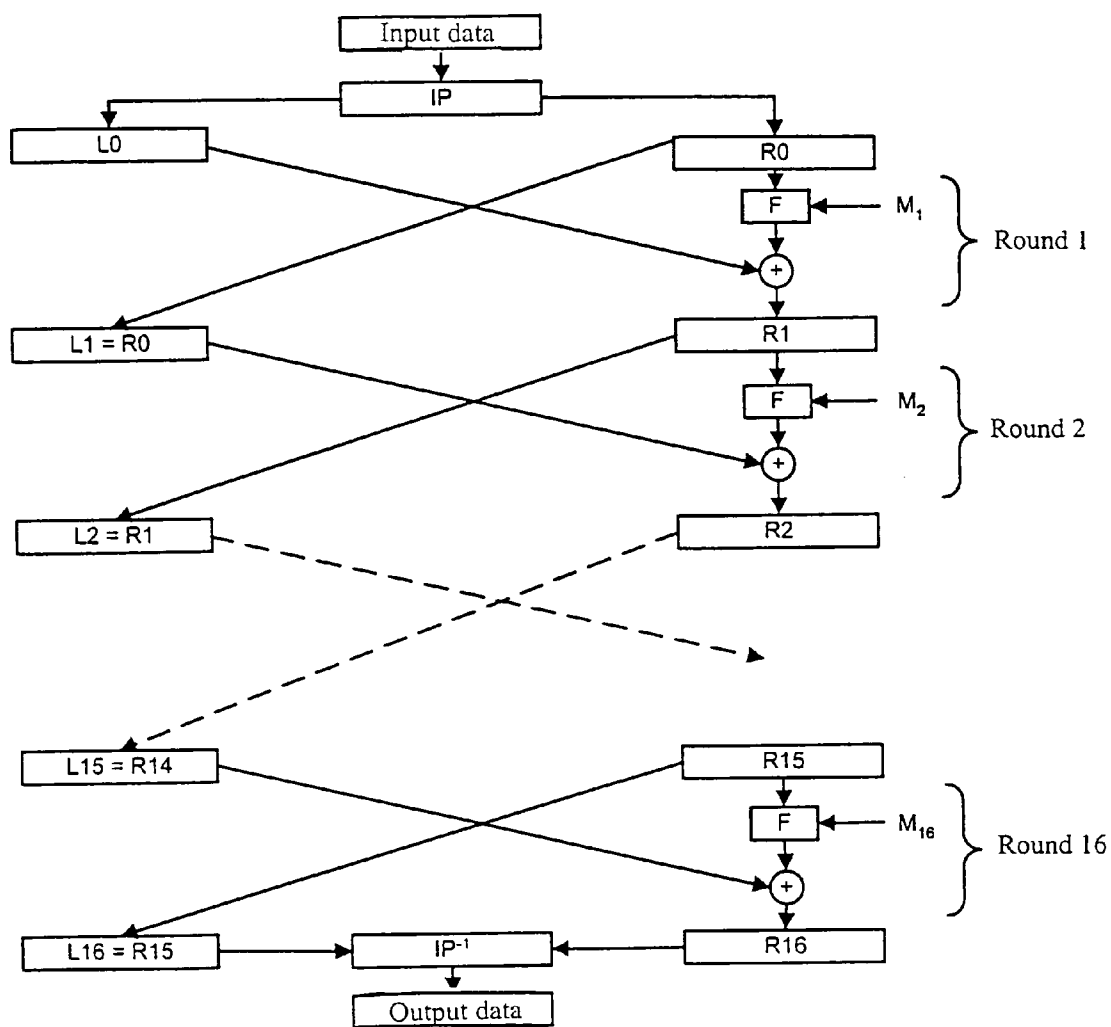 Input data
IP
L0
R0
F
M₁
+
Round 1
L1 = R0
R1
F
M₂
+
Round 2
L2 = R1
R2
L15 = R14
R15
F
M₁₆
+
Round 16
L16 = R15
IP⁻¹
R16
Output data